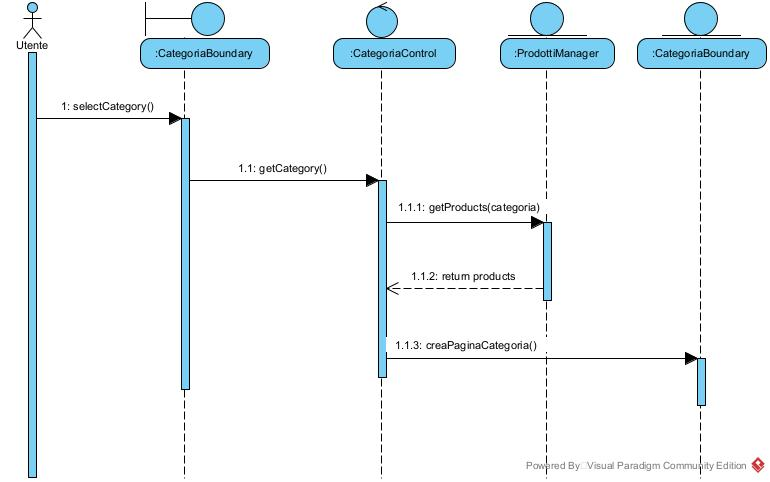 Utente
:CategoriaBoundary
:CategoriaControl
:ProdottiManager
:CategoriaBoundary
1: selectCategory()
1.1: getCategory()
1.1.1: getProducts(categoria)
1.1.2: return products
1.1.3: creaPaginaCategoria()
Powered By Visual Paradigm Community Edition